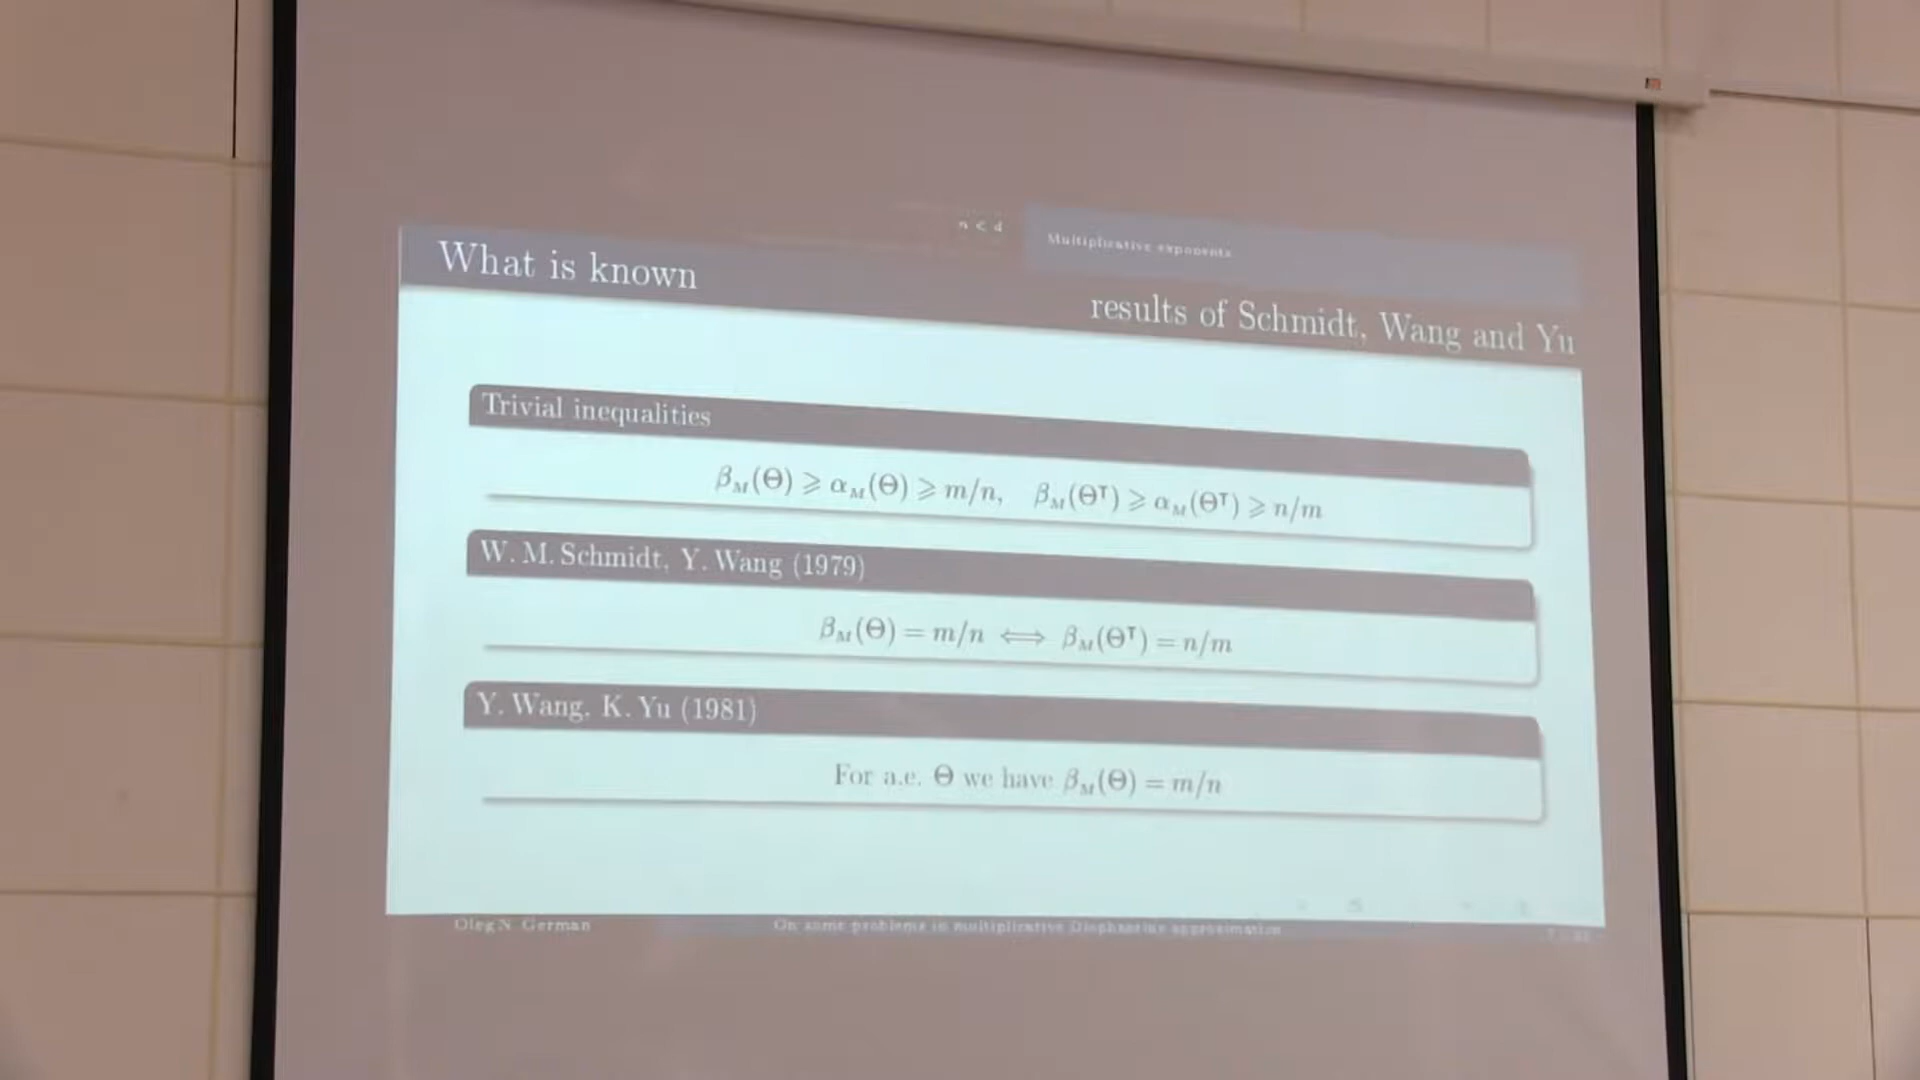 n < d
Multiplicative exponents
What is known
results of Schmidt, Wang and Yu
Trivial inequalities
β_M(Θ) ⩾ α_M(Θ) ⩾ m/n, β_M(Θ^⊤) ⩾ α_M(Θ^⊤) ⩾ n/m
W. M. Schmidt, Y. Wang (1979)
β_M(Θ) = m/n ⟺ β_M(Θ^⊤) = n/m
Y. Wang, K. Yu (1981)
For a.e. Θ we have β_M(Θ) = m/n
Oleg N. German
On some problems in multiplicative Diophantine approximation